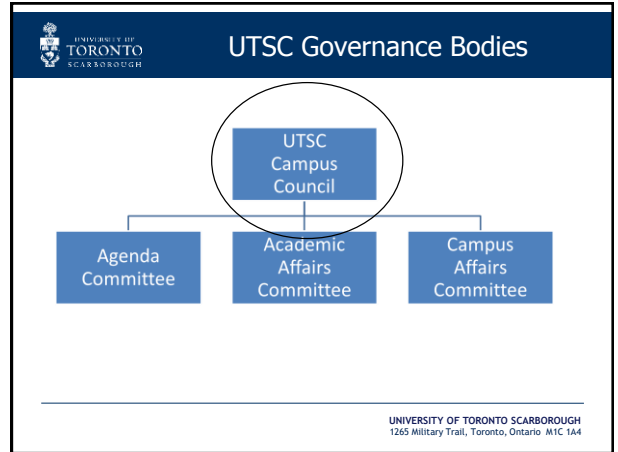 UNIVERSITY OF
TORONTO
SCARBOROUGH
UTSC Governance Bodies
UTSC
Campus
Council
Agenda
Committee
Academic
Affairs
Committee
Campus
Affairs
Committee
UNIVERSITY OF TORONTO SCARBOROUGH
1265 Military Trail, Toronto, Ontario M1C 1A4